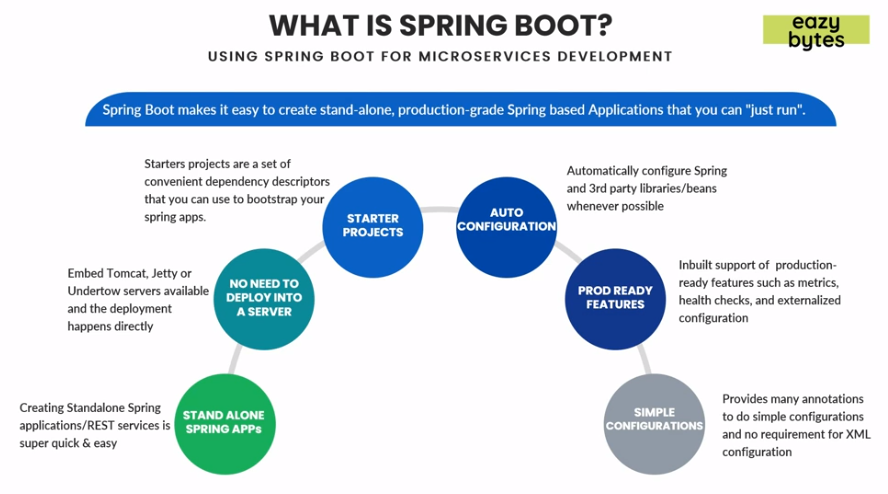 WHAT IS SPRING BOOT?
eazy
bytes
USING SPRING BOOT FOR MICROSERVICES DEVELOPMENT
Spring Boot makes it easy to create stand-alone, production-grade Spring based Applications that you can "just run".
Starters projects are a set of
convenient dependency descriptors
that you can use to bootstrap your
spring apps.
STARTER
PROJECTS
AUTO
CONFIGURATION
Automatically configure Spring
and 3rd party libraries/beans
whenever possible
Embed Tomcat, Jetty or
Undertow servers available
and the deployment
happens directly
NO NEED TO
DEPLOY INTO
A SERVER
PROD READY
FEATURES
Inbuilt support of production-
ready features such as metrics,
health checks, and externalized
configuration
Creating Standalone Spring
applications/REST services is
super quick & easy
STAND ALONE
SPRING APPs
SIMPLE
CONFIGURATIONS
Provides many annotations
to do simple configurations
and no requirement for XML
configuration